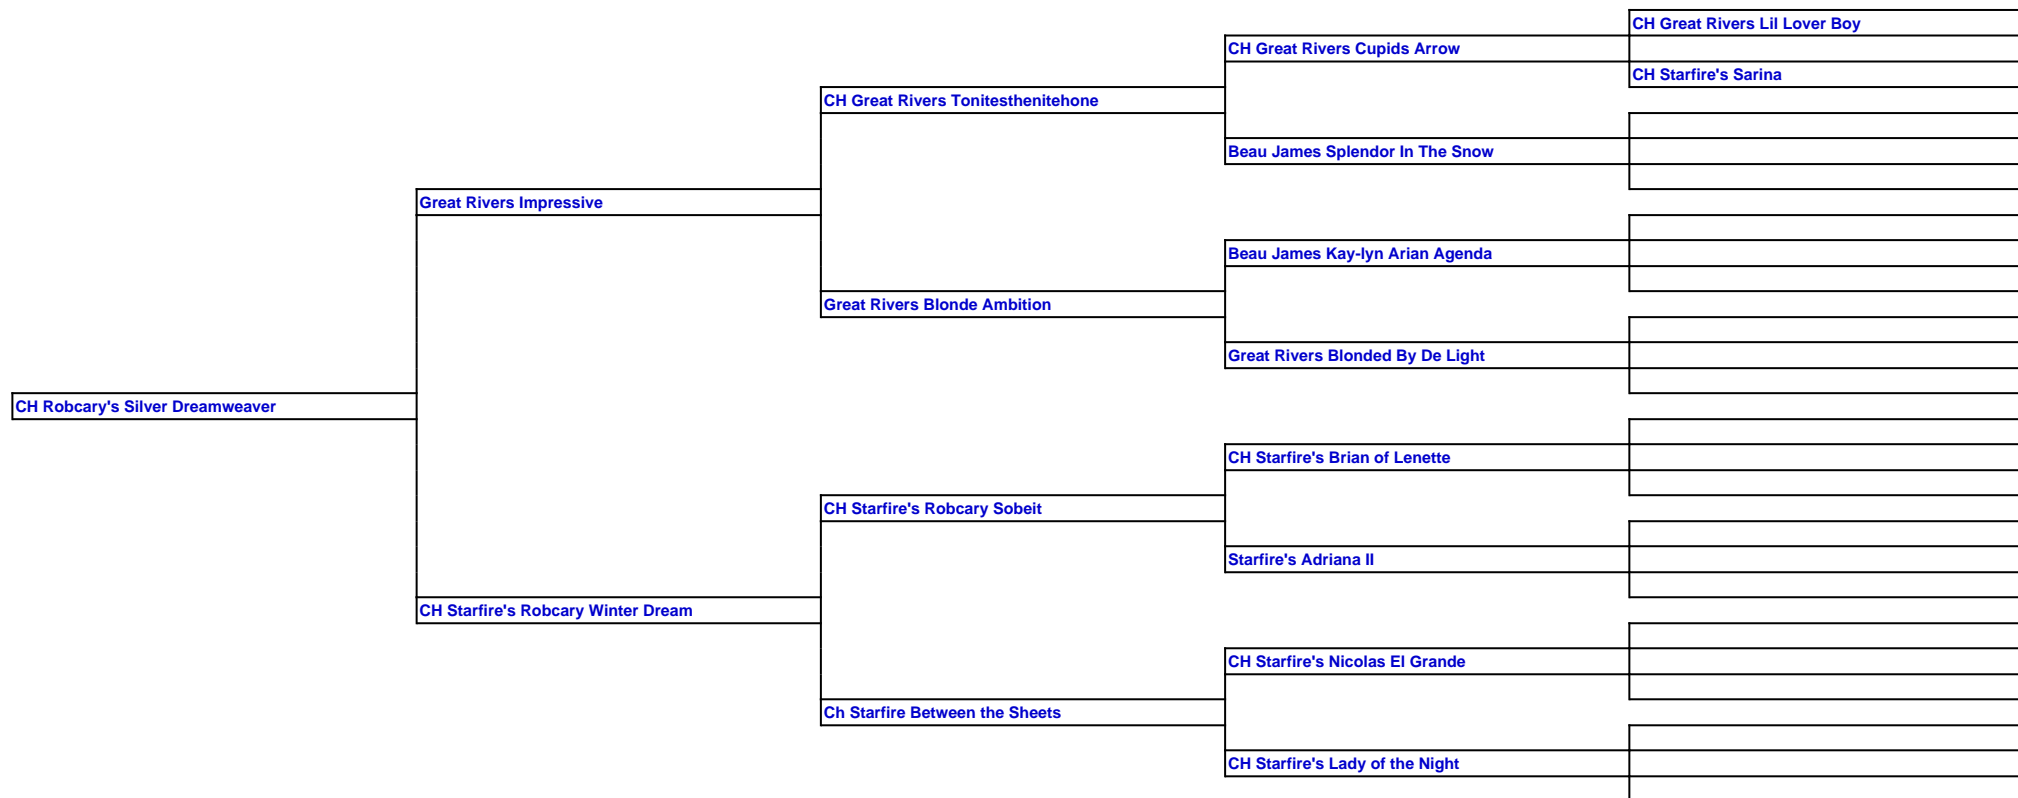 CH Great Rivers Lil Lover Boy
CH Great Rivers Cupids Arrow
CH Starfire's Sarina
CH Great Rivers Tonitesthenitehone
Beau James Splendor In The Snow
Great Rivers Impressive
Beau James Kay-lyn Arian Agenda
Great Rivers Blonde Ambition
Great Rivers Blonded By De Light
CH Robcary's Silver Dreamweaver
CH Starfire's Brian of Lenette
CH Starfire's Robcary Sobeit
Starfire's Adriana II
CH Starfire's Robcary Winter Dream
CH Starfire's Nicolas El Grande
Ch Starfire Between the Sheets
CH Starfire's Lady of the Night